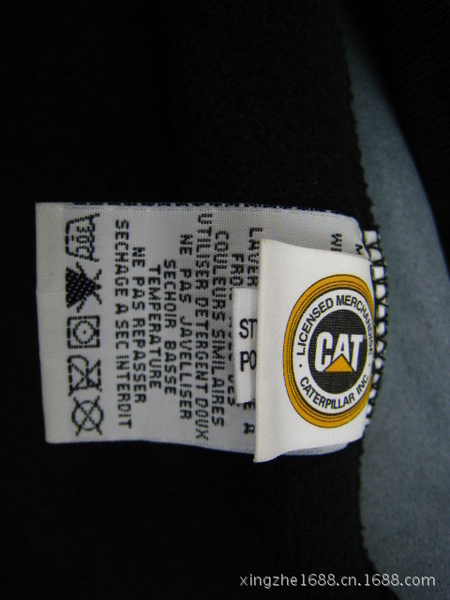 LAVER
COULEURS SIMILAIRES
UTILISER DETERGENT DOUX
NE PAS JAVELLISER
SECHOIR BASSE
TEMPERATURE
NE PAS REPASSER
SECHAGE A SEC INTERDIT
ST
PO
· LICENSED MERCHANDISE
CAT
CATERPILLAR INC.
xingzhe1688.cn.1688.com